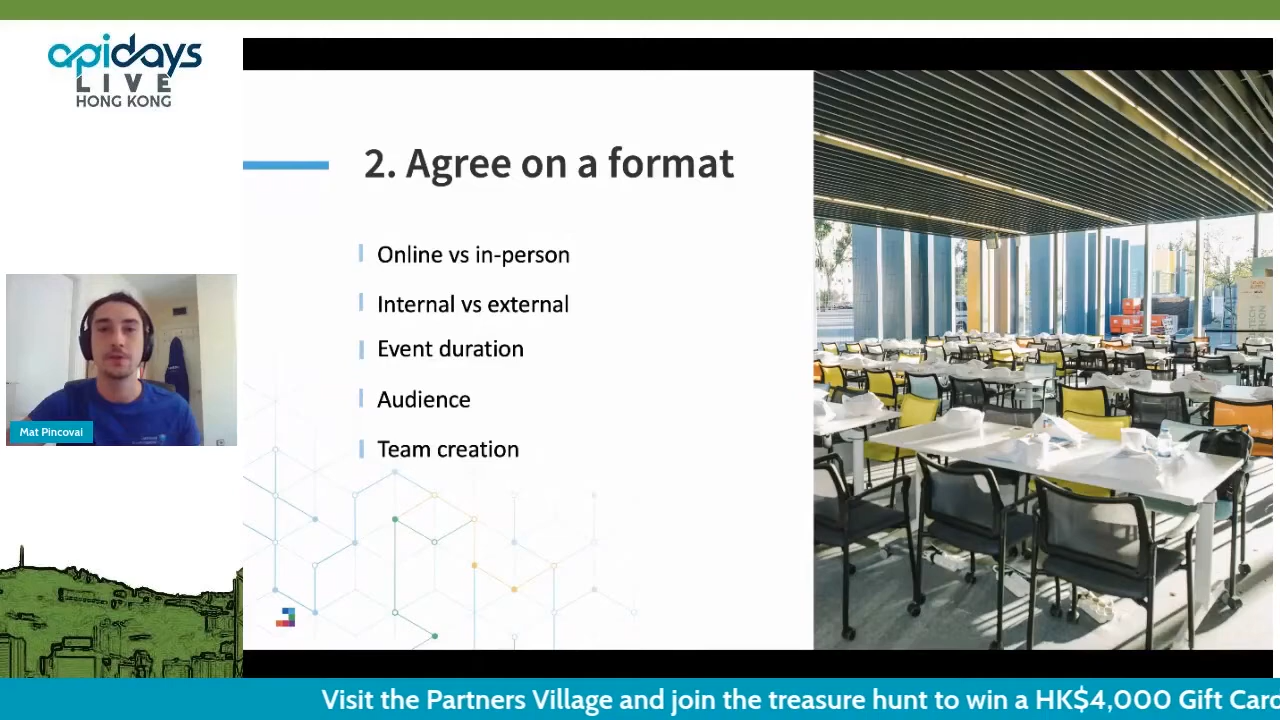 apidays
LIVE
HONG KONG
2. Agree on a format
Online vs in-person
Internal vs external
Event duration
Audience
Team creation
Mat Pincovai
Visit the Partners Village and join the treasure hunt to win a HK$4,000 Gift Card